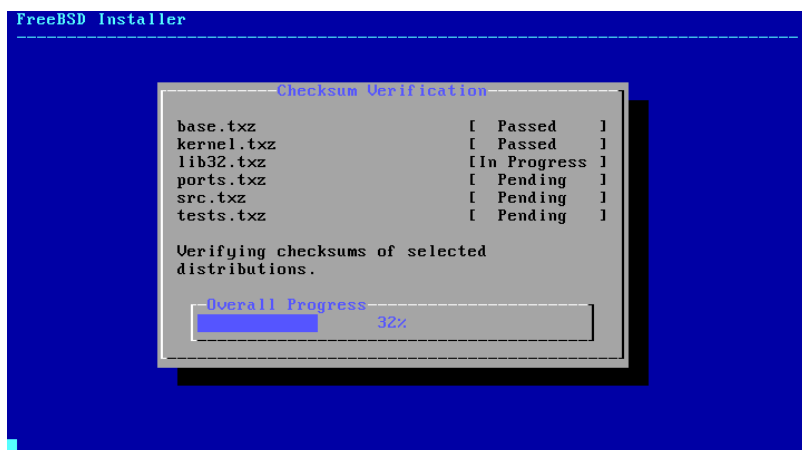 FreeBSD Installer
Checksum Verification
base.txz [ Passed ]
kernel.txz [ Passed ]
lib32.txz [In Progress ]
ports.txz [ Pending ]
src.txz [ Pending ]
tests.txz [ Pending ]
Verifying checksums of selected
distributions.
Overall Progress
32%